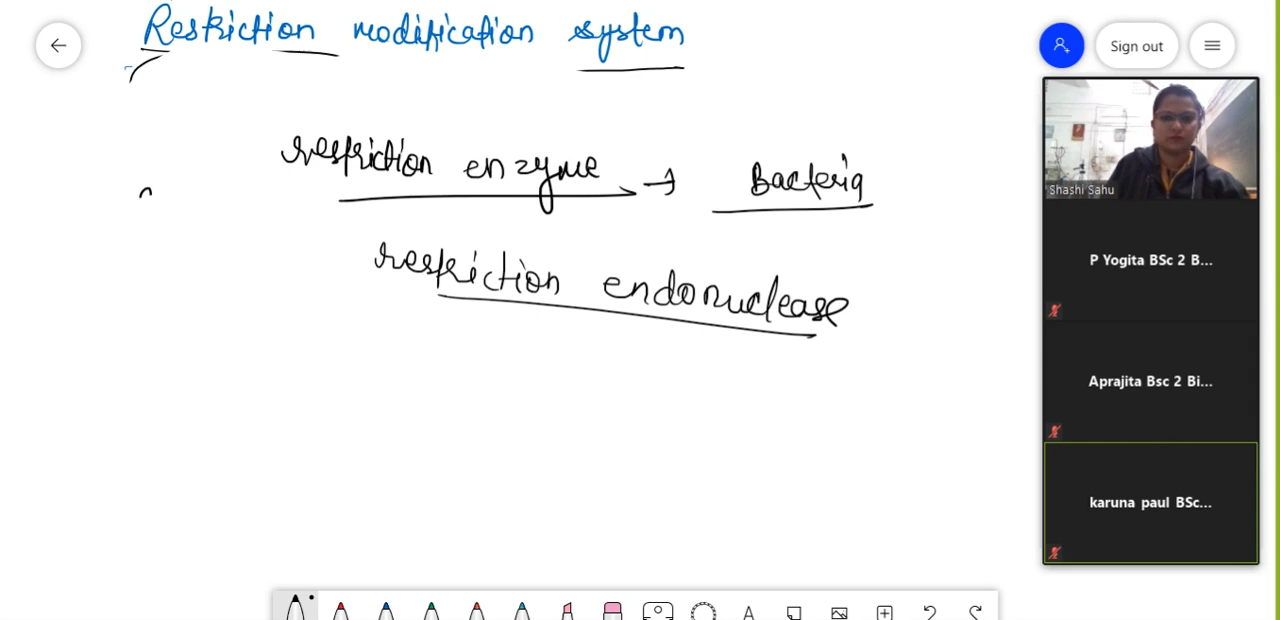 Restriction modification system
Sign out
restriction enzyme → Bacteria
restriction endonuclease
Shashi Sahu
P Yogita BSc 2 B...
Aprajita Bsc 2 Bi...
karuna paul BSc...
A